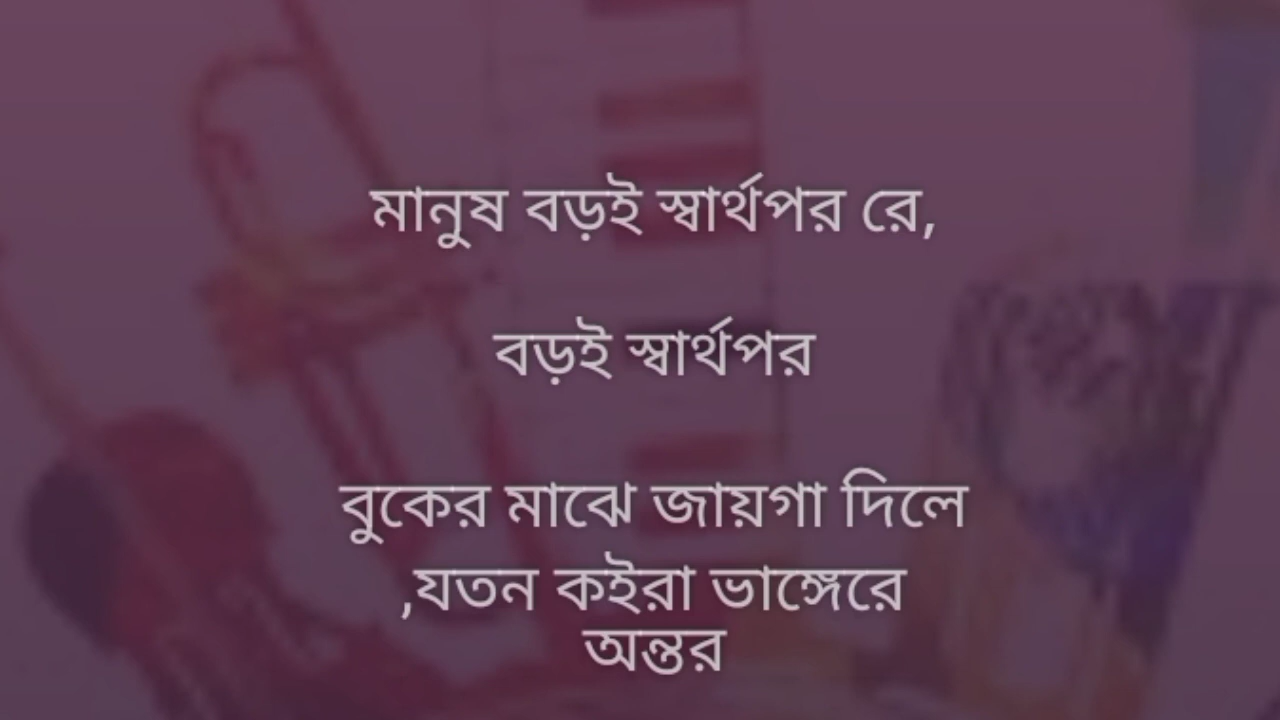 মানুষ বড়ই স্বার্থপর রে,
বড়ই স্বার্থপর
বুকের মাঝে জায়গা দিলে
,যতন কইরা ভাঙ্গেরে
অন্তর